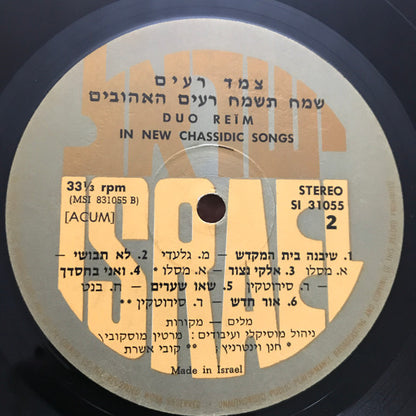 צמד רעים
שמח תשמח רעים האהובים
DUO REÏM
IN NEW CHASSIDIC SONGS
33⅓ rpm
(MSI 831055 B)
[ACUM]
STEREO
SI 31055
2
ISRAEL
1. שיבנה בית המקדש - מ. גלעדי 2. לא תבושי -
א. מסלו 3. אלקי נצור - א. מסלו 4. ואני בחסדך
- ר. סירוטקין 5. שאו שערים - ח. בנט
6. אור חדש - ר. סירוטקין **
מלים - מקורות
ניהול מוסיקלי ועיבודים: מרטין מוסקוביץ
* חנן וינטרניץ ** קובי אשרת
Made in Israel